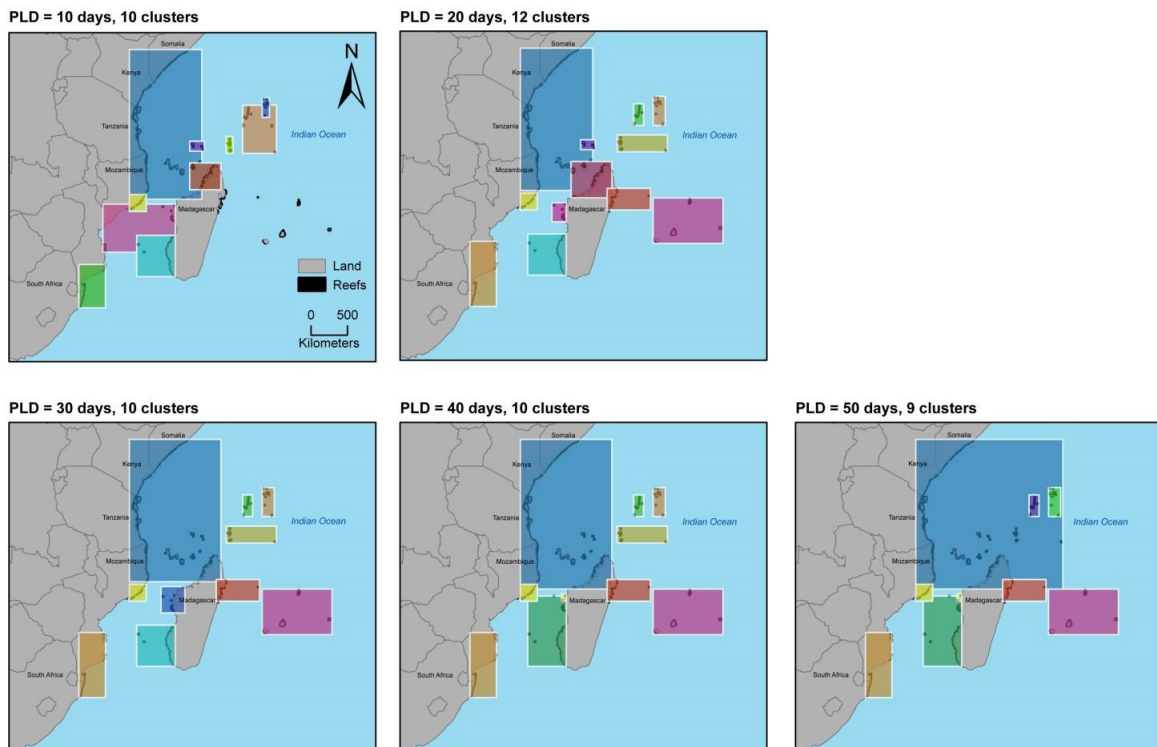 PLD = 10 days, 10 clusters
Somalia
N
Kenya
Tanzania
Indian Ocean
Mozambique
Madagascar
South Africa
Land
Reefs
0 500
Kilometers
PLD = 20 days, 12 clusters
Somalia
Kenya
Tanzania
Indian Ocean
Mozambique
Madagascar
South Africa
PLD = 30 days, 10 clusters
Somalia
Kenya
Tanzania
Indian Ocean
Mozambique
Madagascar
South Africa
PLD = 40 days, 10 clusters
Somalia
Kenya
Tanzania
Indian Ocean
Mozambique
Madagascar
South Africa
PLD = 50 days, 9 clusters
Somalia
Kenya
Tanzania
Indian Ocean
Mozambique
Madagascar
South Africa